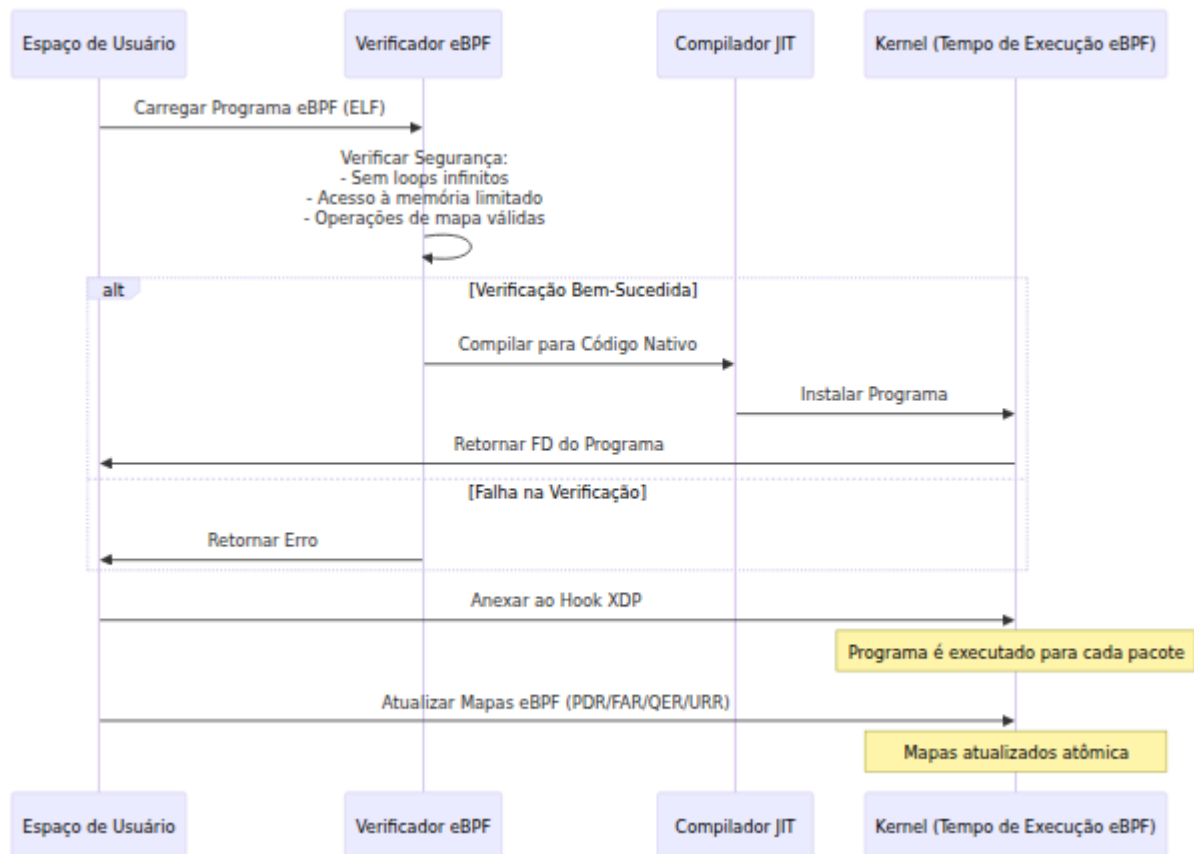 Espaço de Usuário
Verificador eBPF
Compilador JIT
Kernel (Tempo de Execução eBPF)
Carregar Programa eBPF (ELF)
Verificar Segurança:
- Sem loops infinitos
- Acesso à memória limitado
- Operações de mapa válidas
alt
[Verificação Bem-Sucedida]
Compilar para Código Nativo
Instalar Programa
Retornar FD do Programa
[Falha na Verificação]
Retornar Erro
Anexar ao Hook XDP
Programa é executado para cada pacote
Atualizar Mapas eBPF (PDR/FAR/QER/URR)
Mapas atualizados atômica
Espaço de Usuário
Verificador eBPF
Compilador JIT
Kernel (Tempo de Execução eBPF)